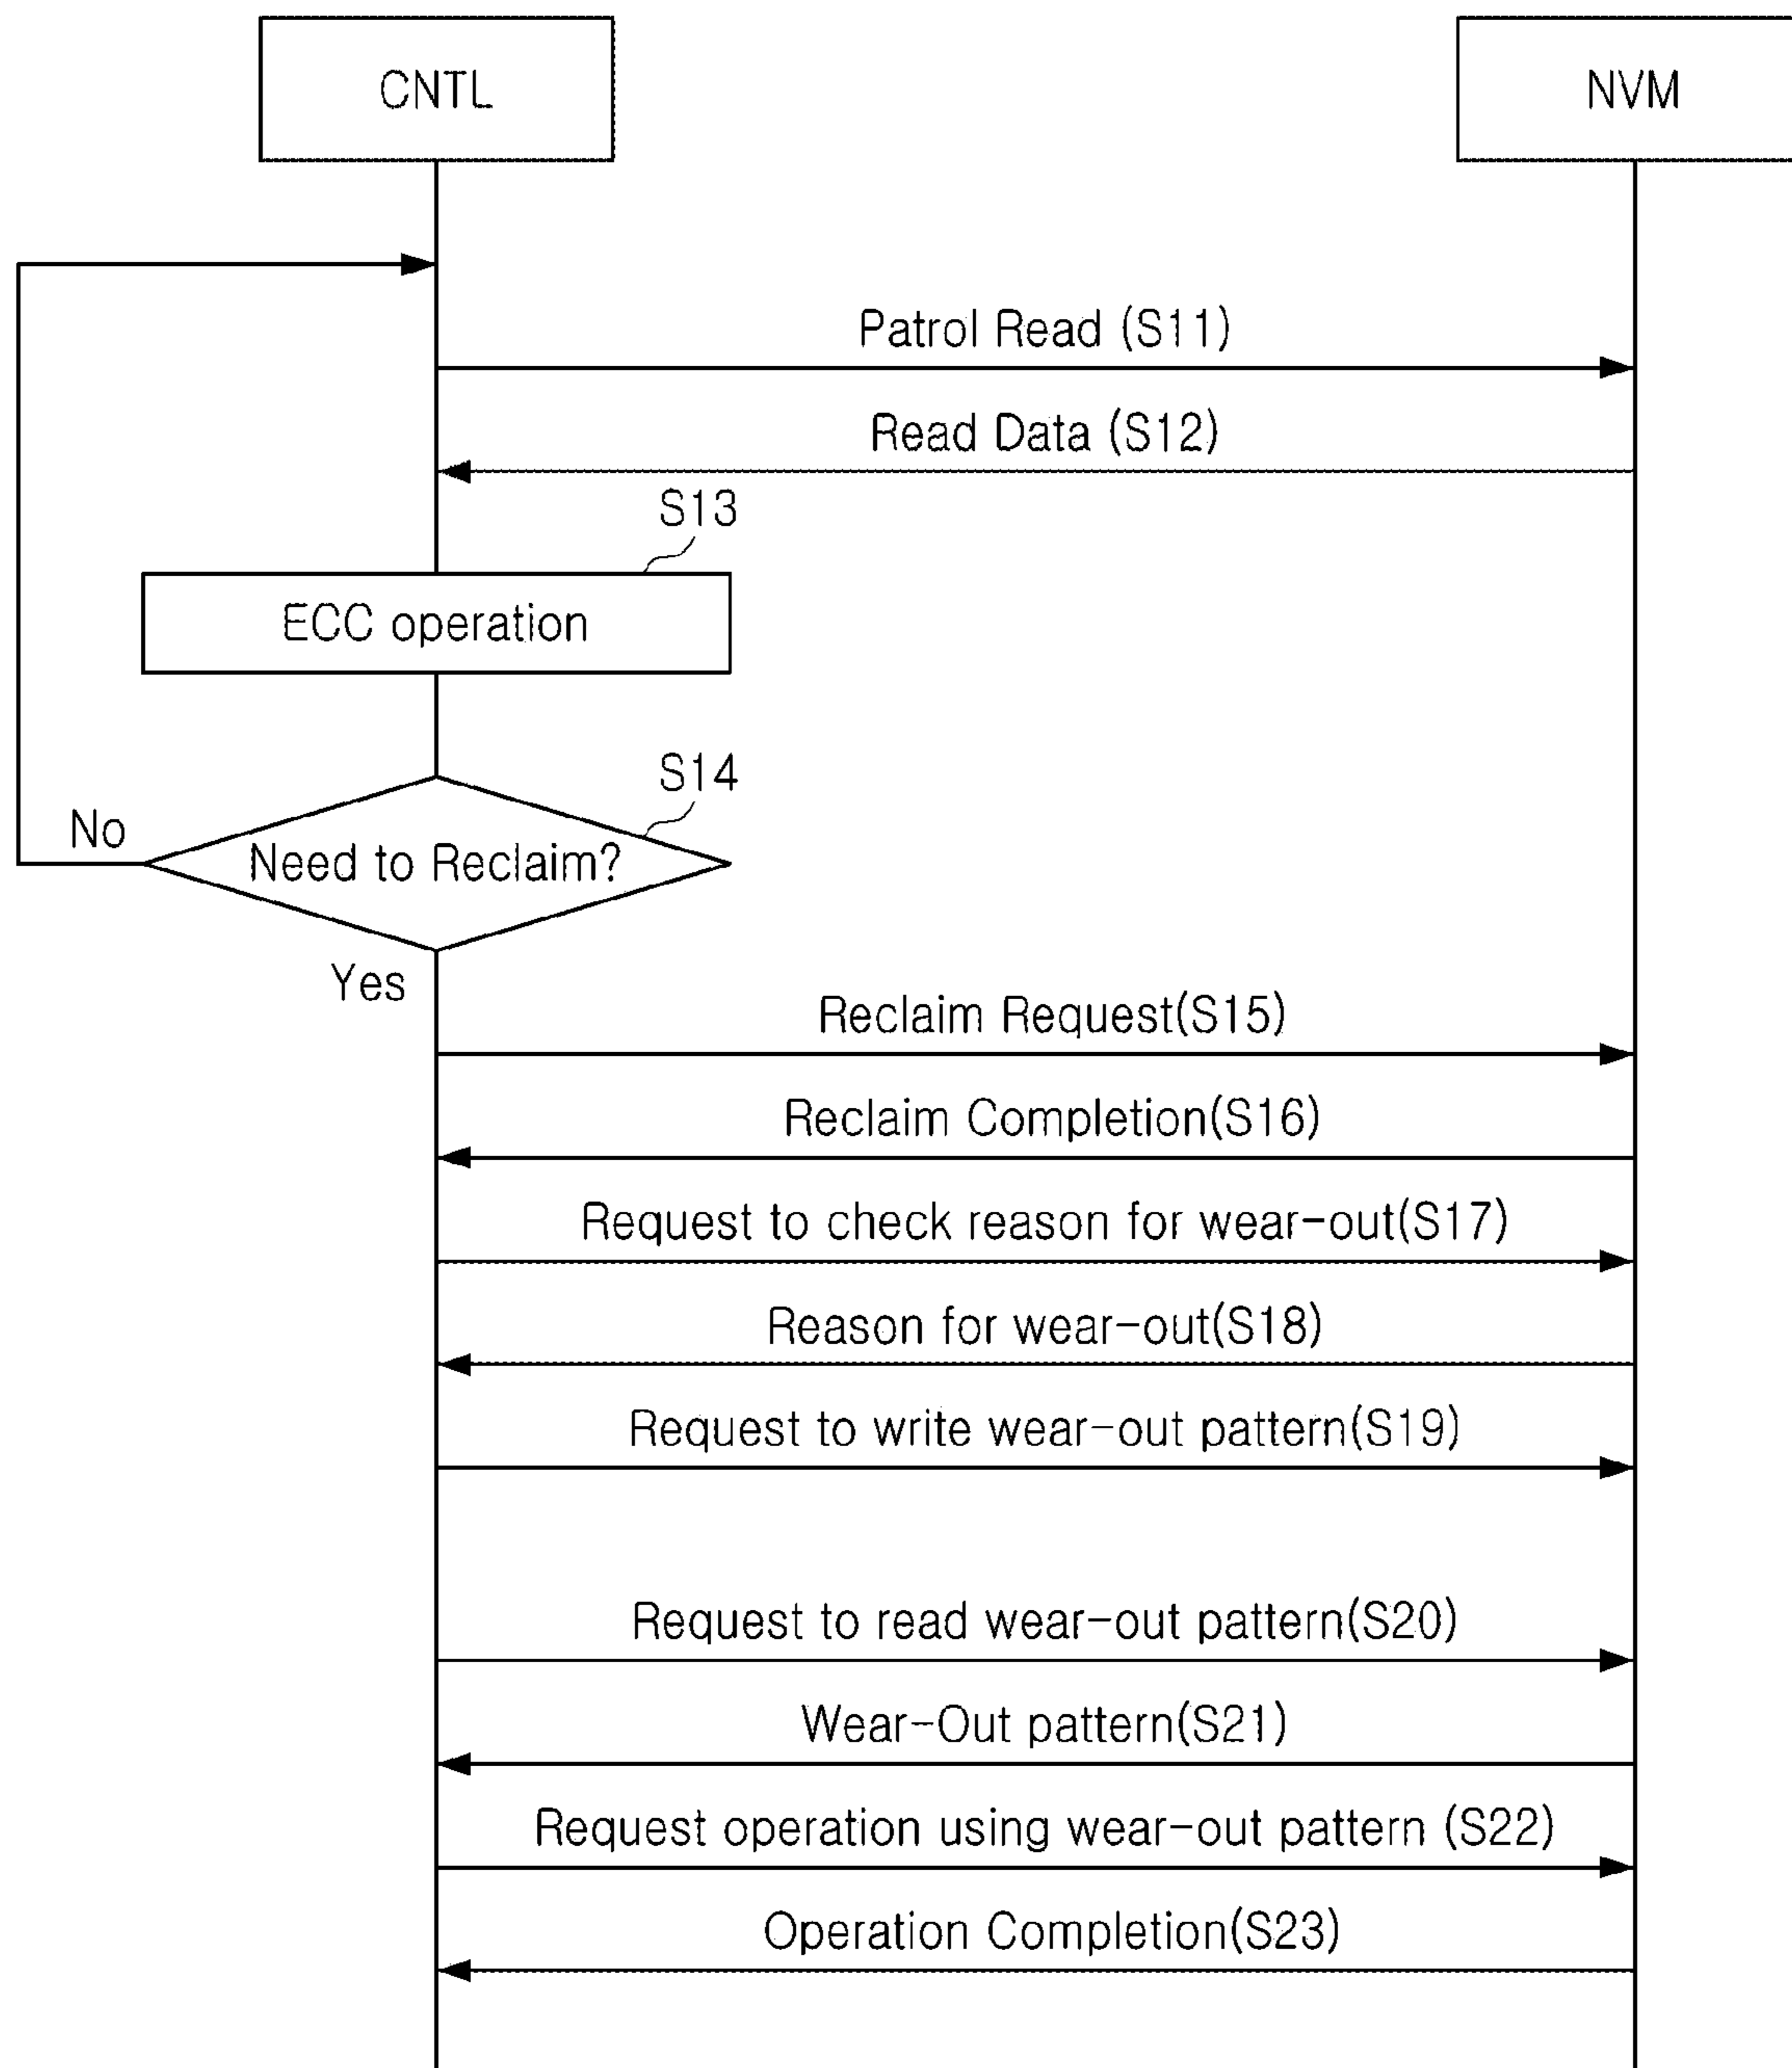 CNTL
NVM
Patrol Read (S11)
Read Data (S12)
S13
ECC operation
S14
No
Need to Reclaim?
Yes
Reclaim Request(S15)
Reclaim Completion(S16)
Request to check reason for wear-out(S17)
Reason for wear-out(S18)
Request to write wear-out pattern(S19)
Request to read wear-out pattern(S20)
Wear-Out pattern(S21)
Request operation using wear-out pattern (S22)
Operation Completion(S23)